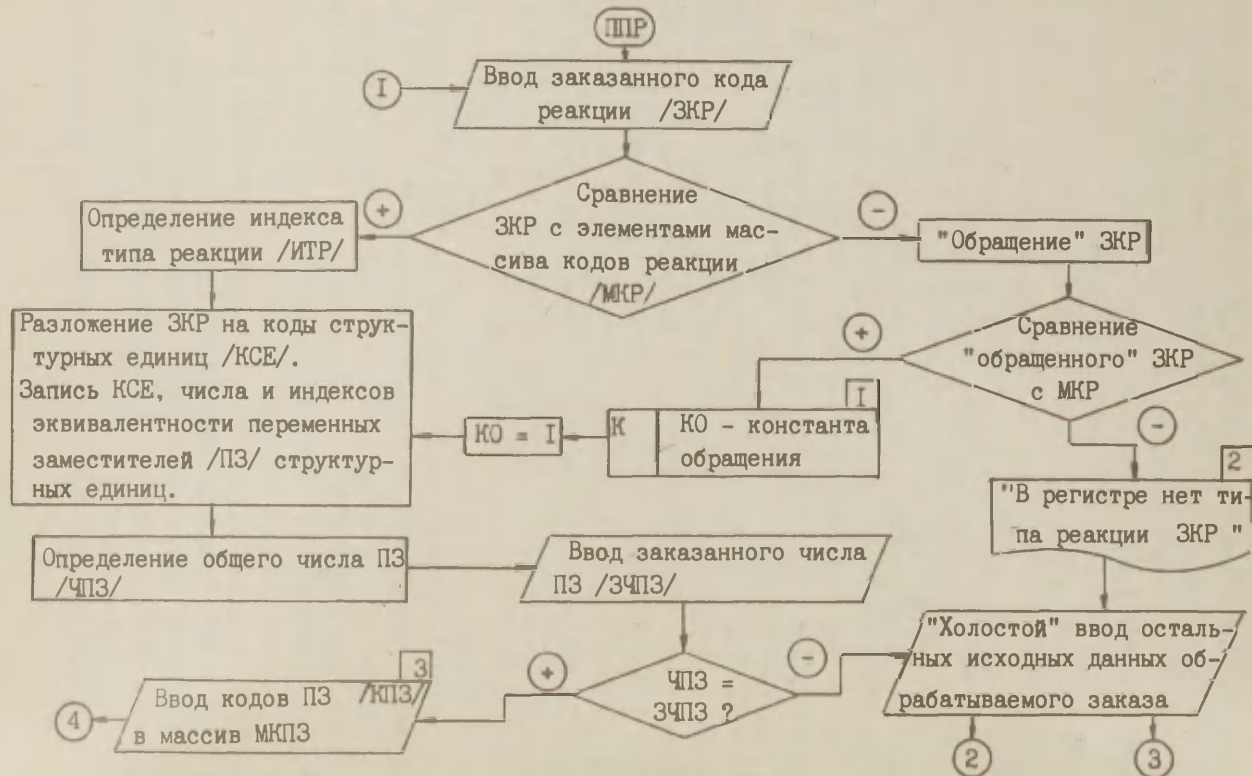 ППР
I
Ввод заказанного кода
реакции /ЗКР/
Сравнение
ЗКР с элементами мас-
сива кодов реакции
/МКР/
+
-
Определение индекса
типа реакции /ИТР/
"Обращение" ЗКР
Разложение ЗКР на коды струк-
турных единиц /КСЕ/.
Запись КСЕ, числа и индексов
эквивалентности переменных
заместителей /ПЗ/ структур-
ных единиц.
Сравнение
"обращенного" ЗКР
с МКР
+
-
I
К
КО - константа
обращения
КО = I
2
"В регистре нет ти-
па реакции ЗКР "
Определение общего числа ПЗ
/ЧПЗ/
Ввод заказанного числа
ПЗ /ЗЧПЗ/
ЧПЗ =
ЗЧПЗ ?
+
-
"Холостой" ввод осталь-
ных исходных данных об-
рабатываемого заказа
3
Ввод кодов ПЗ /КПЗ/
в массив МКПЗ
4
2
3